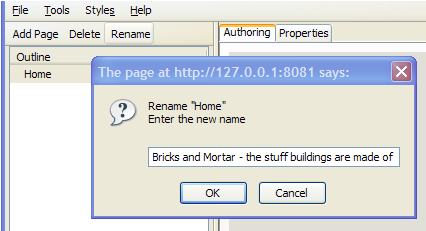 File Tools Styles Help
Add Page Delete Rename
Authoring Properties
Outline
Home
The page at http://127.0.0.1:8081 says:
Rename "Home"
Enter the new name
Bricks and Mortar - the stuff buildings are made of
OK Cancel